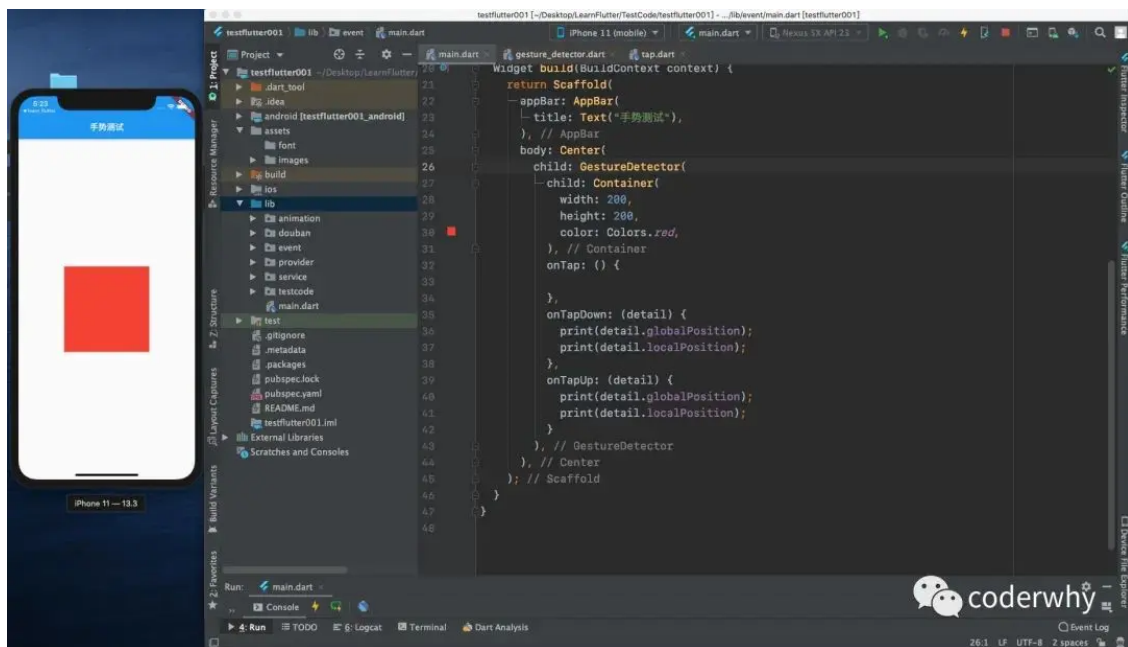 testflutter001 [~/Desktop/LearnFlutter/TestCode/testflutter001] - .../lib/event/main.dart [testflutter001]
testflutter001 lib event main.dart
iPhone 11 (mobile) main.dart Nexus 5X API 23
Project
main.dart gesture_detector.dart tap.dart
1: Project
Resource Manager
Z: Structure
Layout Captures
Build Variants
2: Favorites
testflutter001 ~/Desktop/LearnFlutter/
.dart_tool
.idea
android [testflutter001_android]
assets
font
images
build
ios
lib
animation
douban
event
provider
service
testcode
main.dart
test
.gitignore
.metadata
.packages
pubspec.lock
pubspec.yaml
README.md
testflutter001.iml
External Libraries
Scratches and Consoles
5:23
手势测试
iPhone 11 — 13.3
20 Widget build(BuildContext context) {
21 return Scaffold(
22 appBar: AppBar(
23 title: Text("手势测试"),
24 ), // AppBar
25 body: Center(
26 child: GestureDetector(
27 child: Container(
28 width: 200,
29 height: 200,
30 color: Colors.red,
31 ), // Container
32 onTap: () {
33
34 },
35 onTapDown: (detail) {
36 print(detail.globalPosition);
37 print(detail.localPosition);
38 },
39 onTapUp: (detail) {
40 print(detail.globalPosition);
41 print(detail.localPosition);
42 }
43 ), // GestureDetector
44 ), // Center
45 ); // Scaffold
46 }
47 }
48
Flutter Inspector
Flutter Outline
Flutter Performance
Device File Explorer
Run: main.dart
Console
4: Run TODO 6: Logcat Terminal Dart Analysis
Event Log
26:1 LF UTF-8 2 spaces
coderwhy